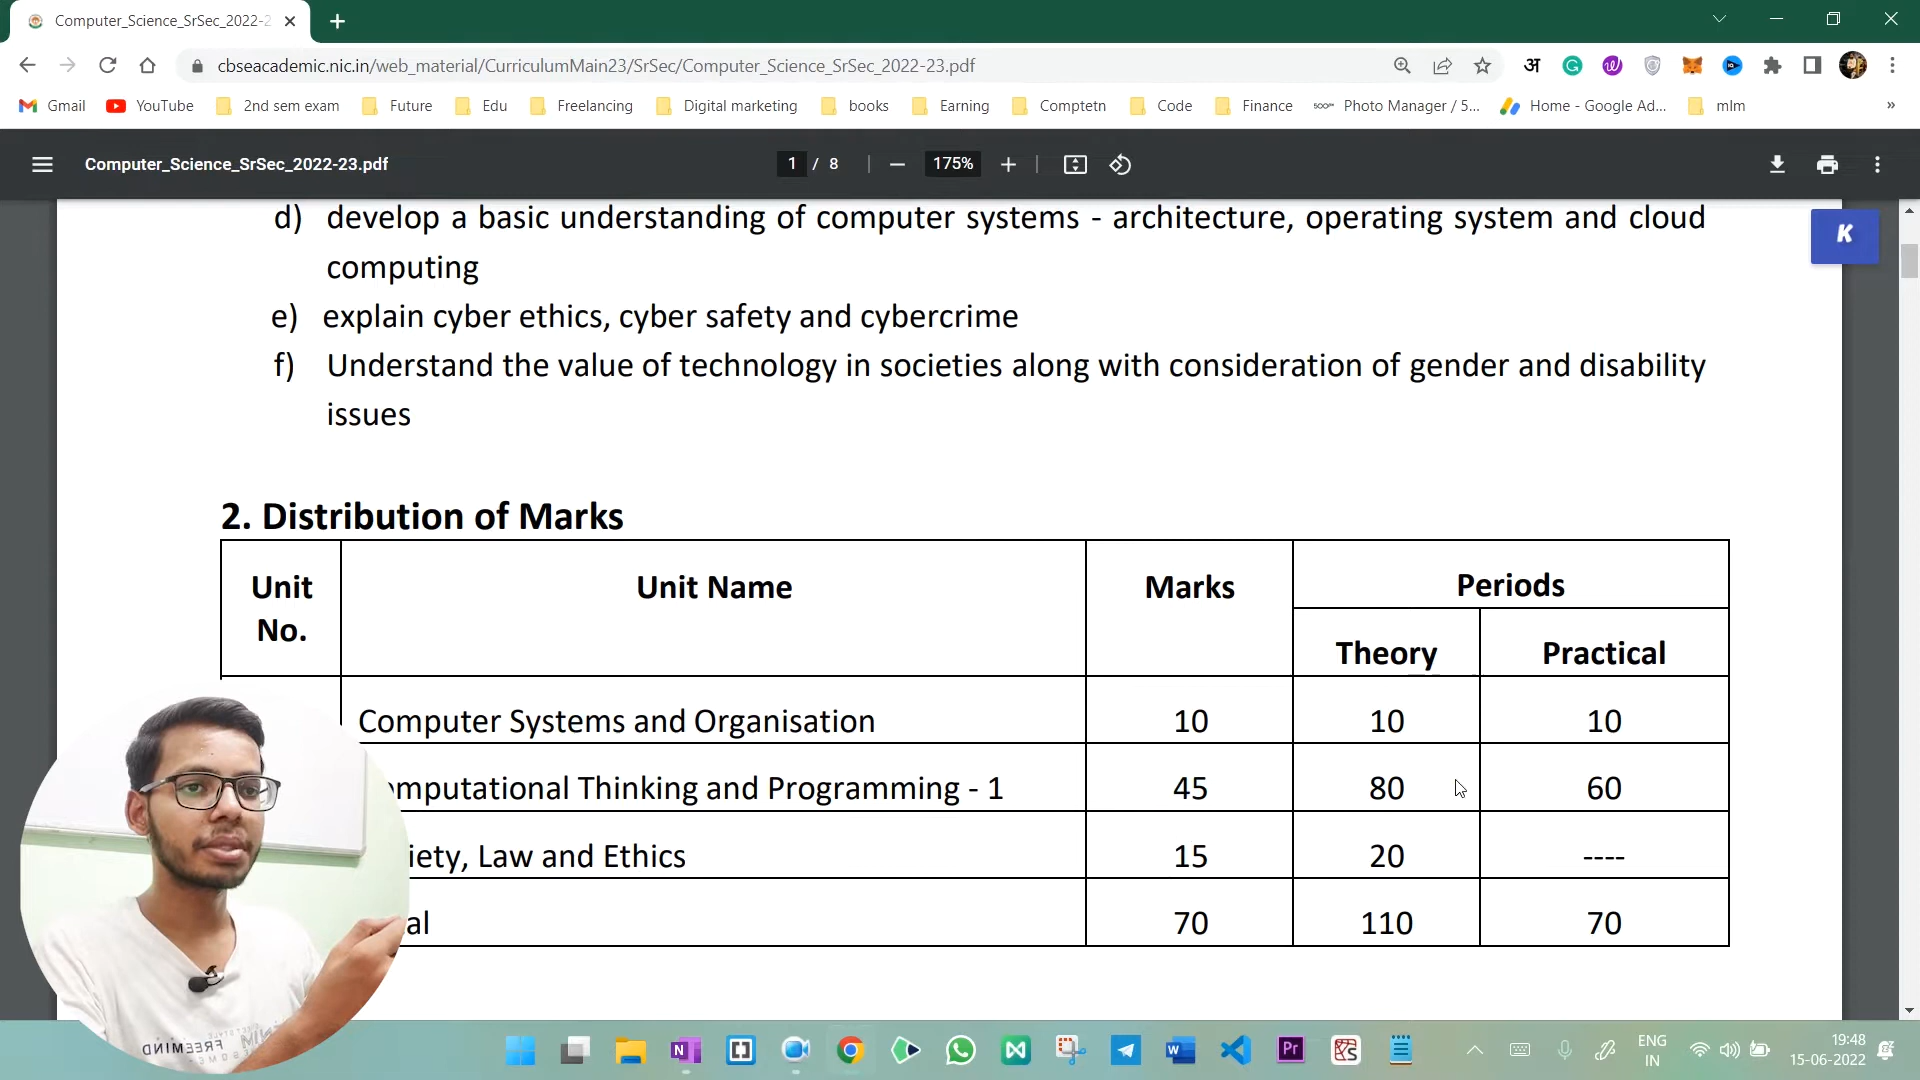 Computer_Science_SrSec_2022-2
cbseacademic.nic.in/web_material/CurriculumMain23/SrSec/Computer_Science_SrSec_2022-23.pdf
अ
Gmail YouTube 2nd sem exam Future Edu Freelancing Digital marketing books Earning Comptetn Code Finance Photo Manager / 5... Home - Google Ad... mlm »
Computer_Science_SrSec_2022-23.pdf 1 / 8 175%
K
d) develop a basic understanding of computer systems - architecture, operating system and cloud
computing
e) explain cyber ethics, cyber safety and cybercrime
f) Understand the value of technology in societies along with consideration of gender and disability
issues
2. Distribution of Marks
Unit Unit Name Marks Periods
No.
Theory Practical
Computer Systems and Organisation 10 10 10
mputational Thinking and Programming - 1 45 80 60
iety, Law and Ethics 15 20 ----
al 70 110 70
FREEMIND
ENG 19:48
IN 15-06-2022